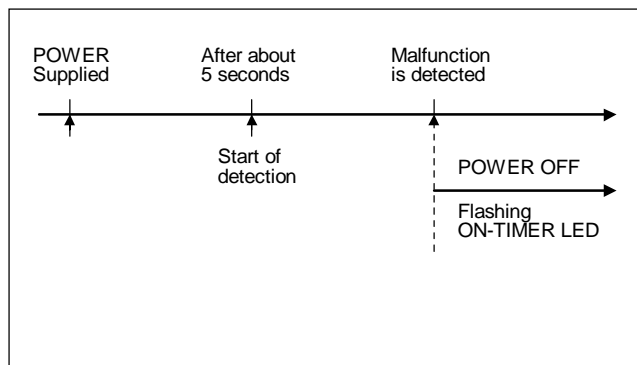 POWER
Supplied
After about
5 seconds
Malfunction
is detected
Start of
detection
POWER OFF
Flashing
ON-TIMER LED